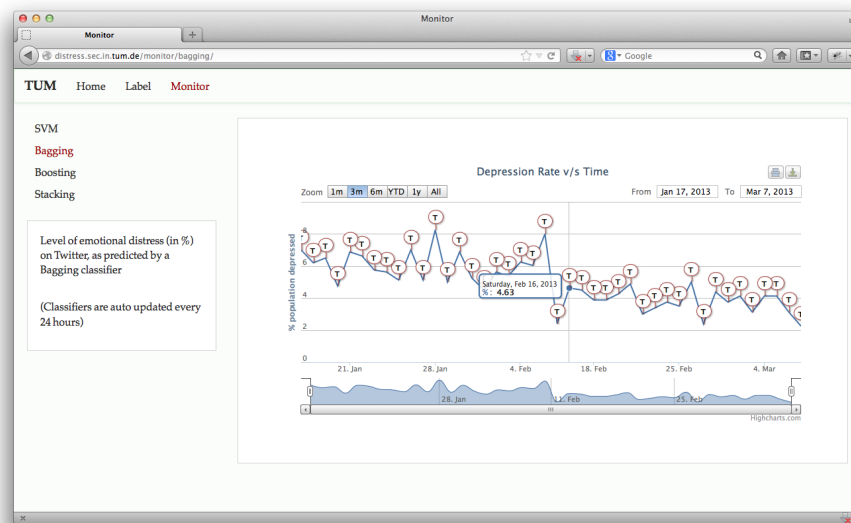 Monitor
Monitor
distress.sec.in.tum.de/monitor/bagging/
Google
TUM Home Label Monitor
SVM
Bagging
Boosting
Stacking
Level of emotional distress (in %)
on Twitter, as predicted by a
Bagging classifier
(Classifiers are auto updated every
24 hours)
Depression Rate v/s Time
Zoom 1m 3m 6m YTD 1y All
From Jan 17, 2013 To Mar 7, 2013
% population depressed
8
6
4
2
0
T T T T T T T T T T T T T T T T T T T T T T T T T T T T T T T T T T T T T T T
Saturday, Feb 16, 2013
%: 4.63
21. Jan 28. Jan 4. Feb 18. Feb 25. Feb 4. Mar
28. Jan 11. Feb 25. Feb
Highcharts.com